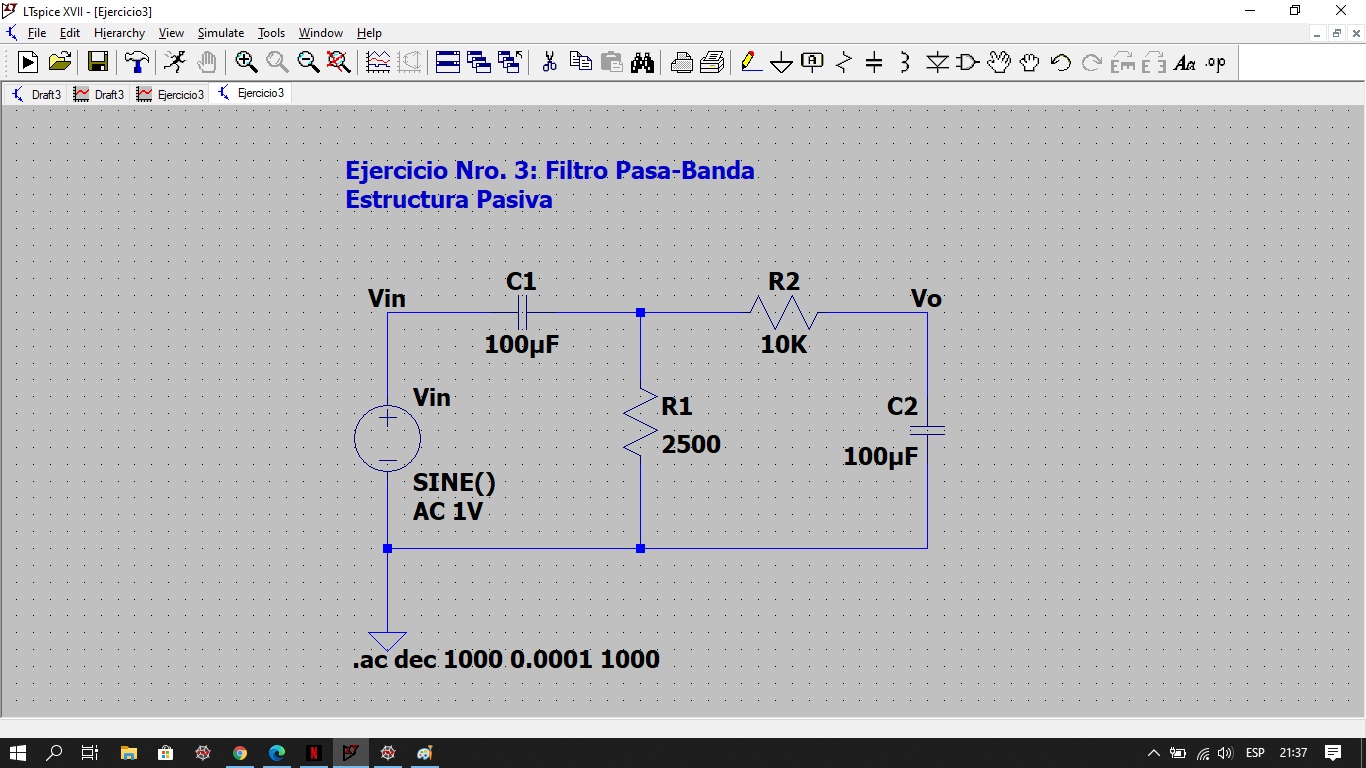 LTspice XVII - [Ejercicio3]
File Edit Hierarchy View Simulate Tools Window Help
Draft3 Draft3 Ejercicio3 Ejercicio3
Ejercicio Nro. 3: Filtro Pasa-Banda
Estructura Pasiva
C1
R2
Vin
Vo
100µF
10K
Vin
R1
C2
2500
100µF
SINE()
AC 1V
.ac dec 1000 0.0001 1000
ESP 21:37